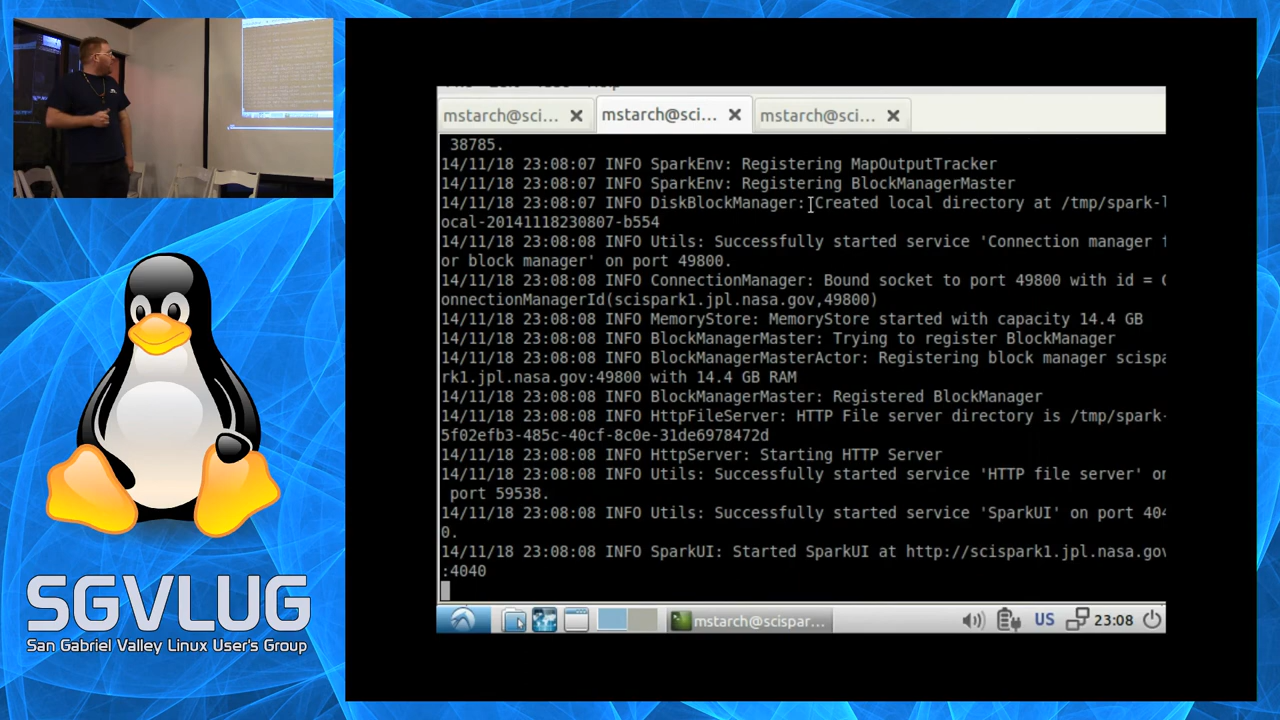 mstarch@sci... mstarch@sci... mstarch@sci...
38785.
14/11/18 23:08:07 INFO SparkEnv: Registering MapOutputTracker
14/11/18 23:08:07 INFO SparkEnv: Registering BlockManagerMaster
14/11/18 23:08:07 INFO DiskBlockManager: Created local directory at /tmp/spark-l
ocal-20141118230807-b554
14/11/18 23:08:08 INFO Utils: Successfully started service 'Connection manager f
or block manager' on port 49800.
14/11/18 23:08:08 INFO ConnectionManager: Bound socket to port 49800 with id = C
onnectionManagerId(scispark1.jpl.nasa.gov,49800)
14/11/18 23:08:08 INFO MemoryStore: MemoryStore started with capacity 14.4 GB
14/11/18 23:08:08 INFO BlockManagerMaster: Trying to register BlockManager
14/11/18 23:08:08 INFO BlockManagerMasterActor: Registering block manager scispa
rk1.jpl.nasa.gov:49800 with 14.4 GB RAM
14/11/18 23:08:08 INFO BlockManagerMaster: Registered BlockManager
14/11/18 23:08:08 INFO HttpFileServer: HTTP File server directory is /tmp/spark-
5f02efb3-485c-40cf-8c0e-31de6978472d
14/11/18 23:08:08 INFO HttpServer: Starting HTTP Server
14/11/18 23:08:08 INFO Utils: Successfully started service 'HTTP file server' on
port 59538.
14/11/18 23:08:08 INFO Utils: Successfully started service 'SparkUI' on port 404
0.
14/11/18 23:08:08 INFO SparkUI: Started SparkUI at http://scispark1.jpl.nasa.gov
:4040
mstarch@scispar... US 23:08
SGVLUG
San Gabriel Valley Linux User's Group